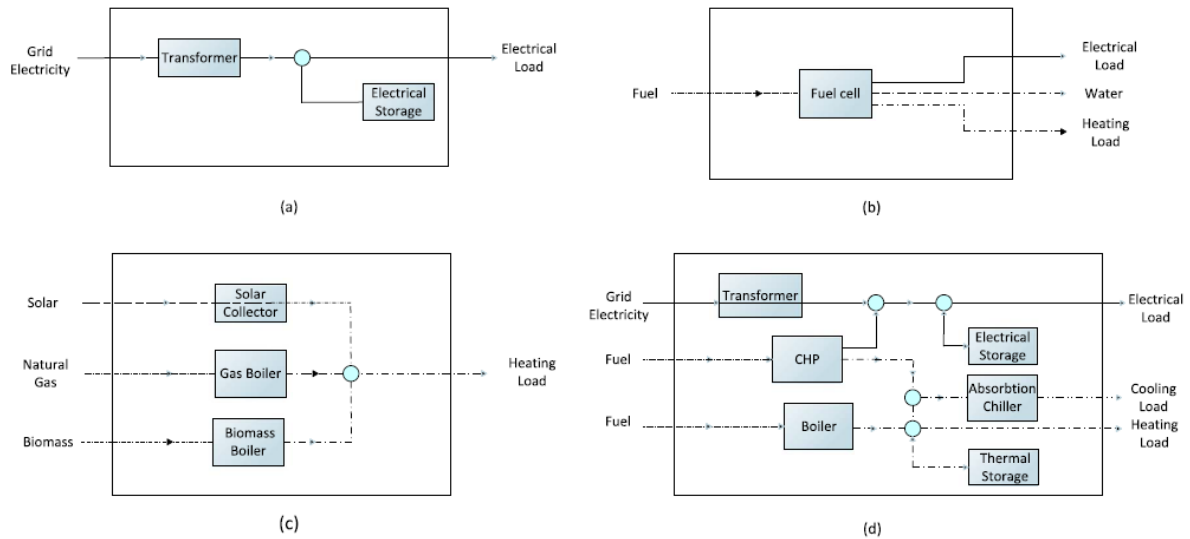 Grid
Electricity
Transformer
Electrical
Storage
Electrical
Load
(a)
Fuel
Fuel cell
Electrical
Load
Water
Heating
Load
(b)
Solar
Solar
Collector
Natural
Gas
Gas Boiler
Heating
Load
Biomass
Biomass
Boiler
(c)
Grid
Electricity
Transformer
Electrical
Load
Fuel
CHP
Electrical
Storage
Absorbtion
Chiller
Cooling
Load
Fuel
Boiler
Heating
Load
Thermal
Storage
(d)